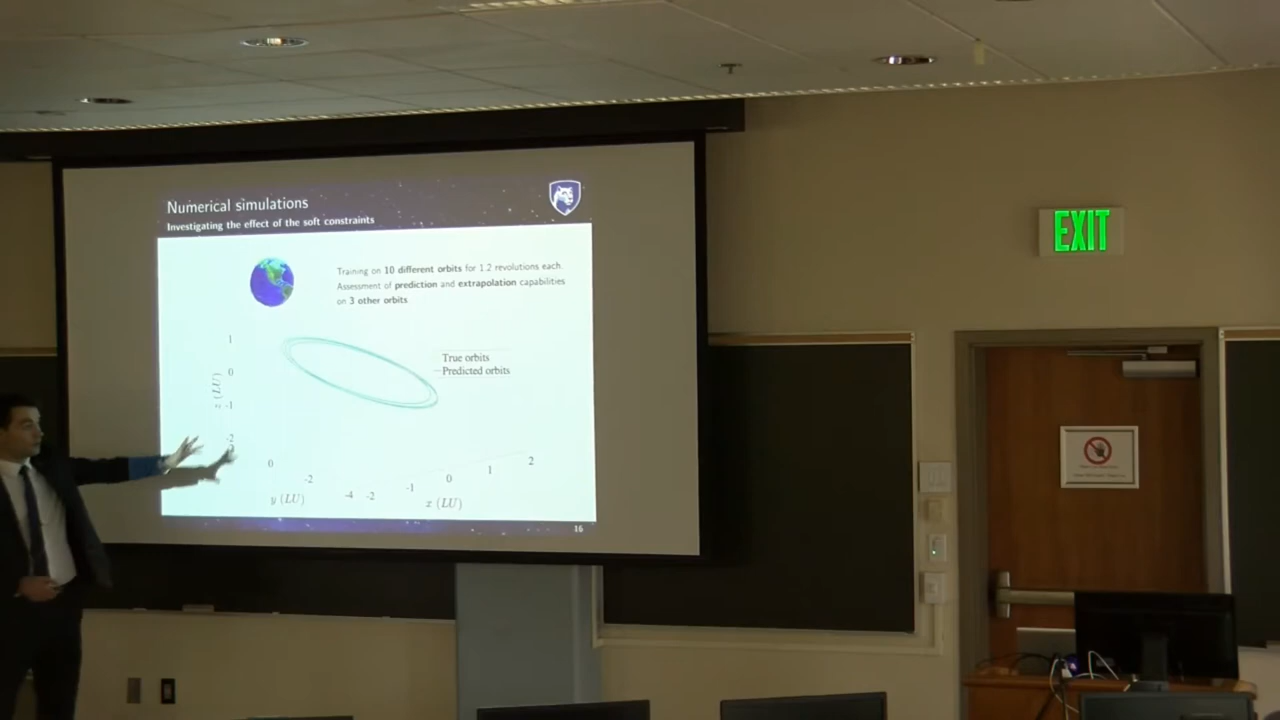 Numerical simulations
Investigating the effect of the soft constraints
Training on 10 different orbits for 1.2 revolutions each.
Assessment of prediction and extrapolation capabilities
on 3 other orbits
1
0
-1
-2
z (LU)
True orbits
Predicted orbits
0
-2
-4
y (LU)
-2
-1
0
1
2
x (LU)
16
EXIT